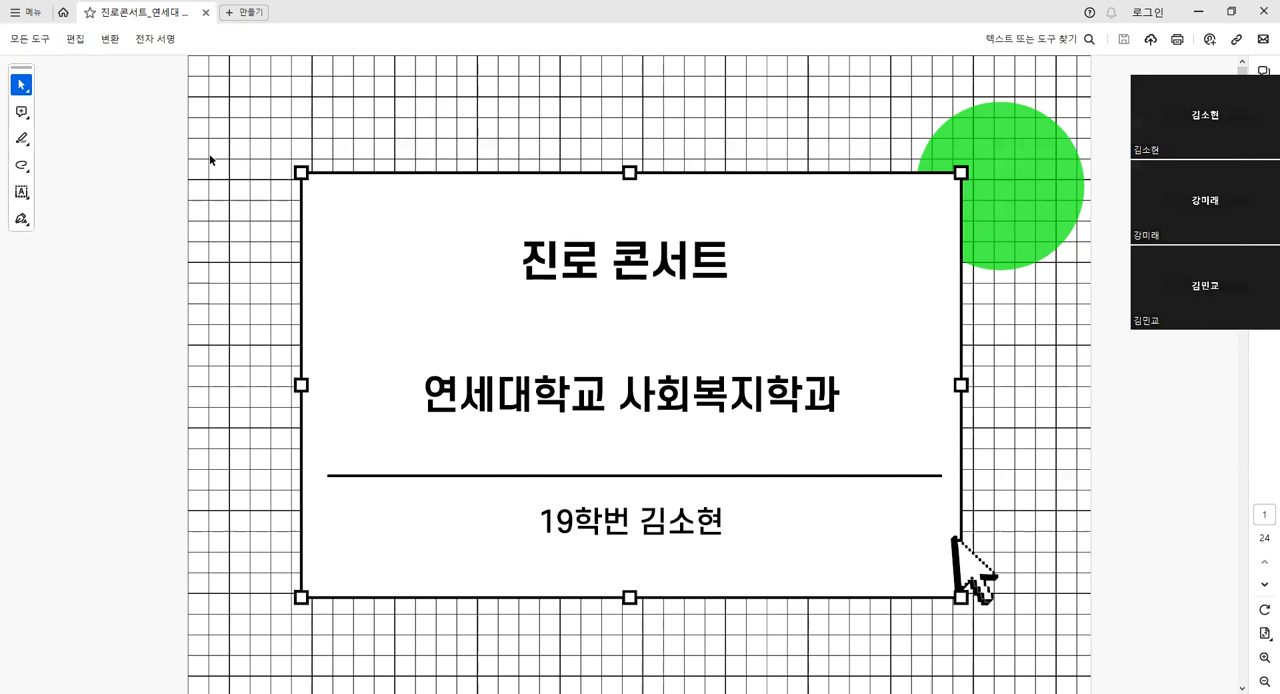 메뉴
진로콘서트_연세대 ...
+ 만들기
로그인
모든 도구
편집
변환
전자 서명
텍스트 또는 도구 찾기
진로 콘서트
연세대학교 사회복지학과
19학번 김소현
김소현
김소현
강미래
강미래
김민교
김민교
1
24